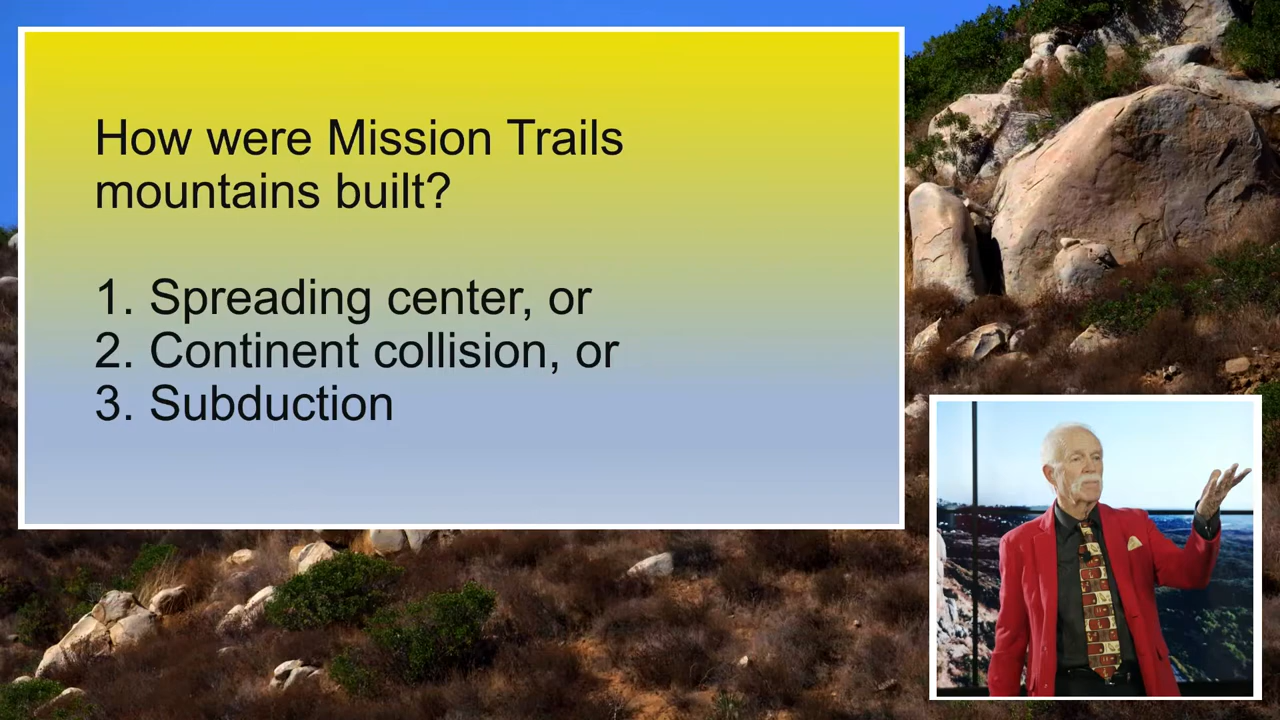 How were Mission Trails
mountains built?
1. Spreading center, or
2. Continent collision, or
3. Subduction